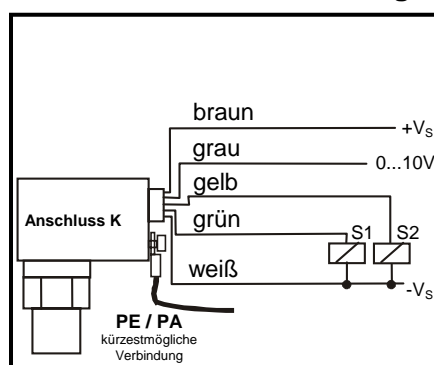 braun
+Vs
grau
0...10V
gelb
Anschluss K
grün
S1 S2
weiß
-Vs
PE / PA
kürzestmögliche
Verbindung